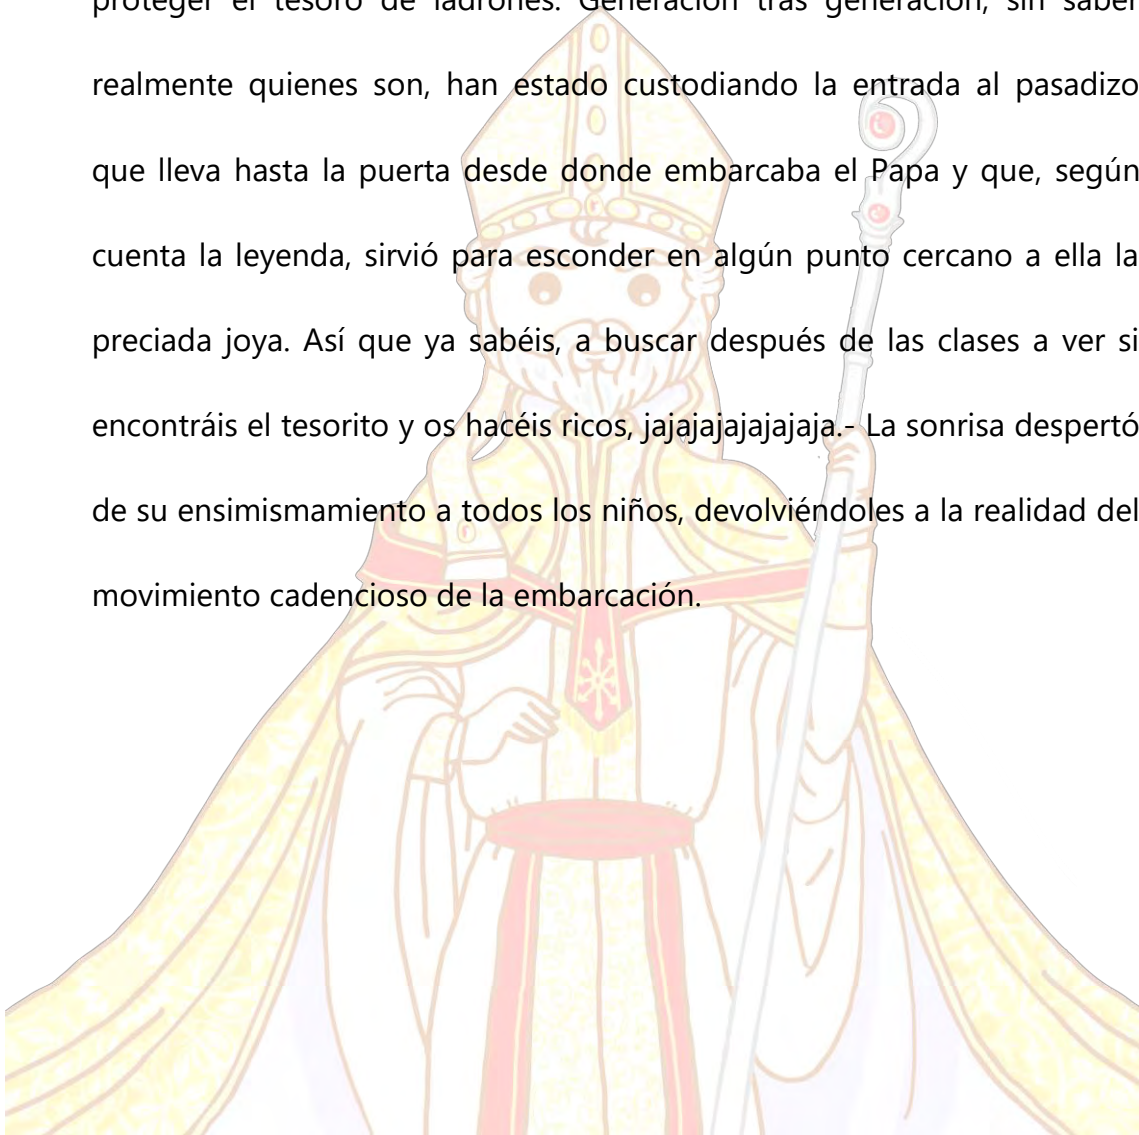 proteger el tesoro de ladrones. Generación tras generación, sin saber
realmente quienes son, han estado custodiando la entrada al pasadizo
que lleva hasta la puerta desde donde embarcaba el Papa y que, según
cuenta la leyenda, sirvió para esconder en algún punto cercano a ella la
preciada joya. Así que ya sabéis, a buscar después de las clases a ver si
encontráis el tesorito y os hacéis ricos, jajajajajajajaja.- La sonrisa despertó
de su ensimismamiento a todos los niños, devolviéndoles a la realidad del
movimiento cadencioso de la embarcación.